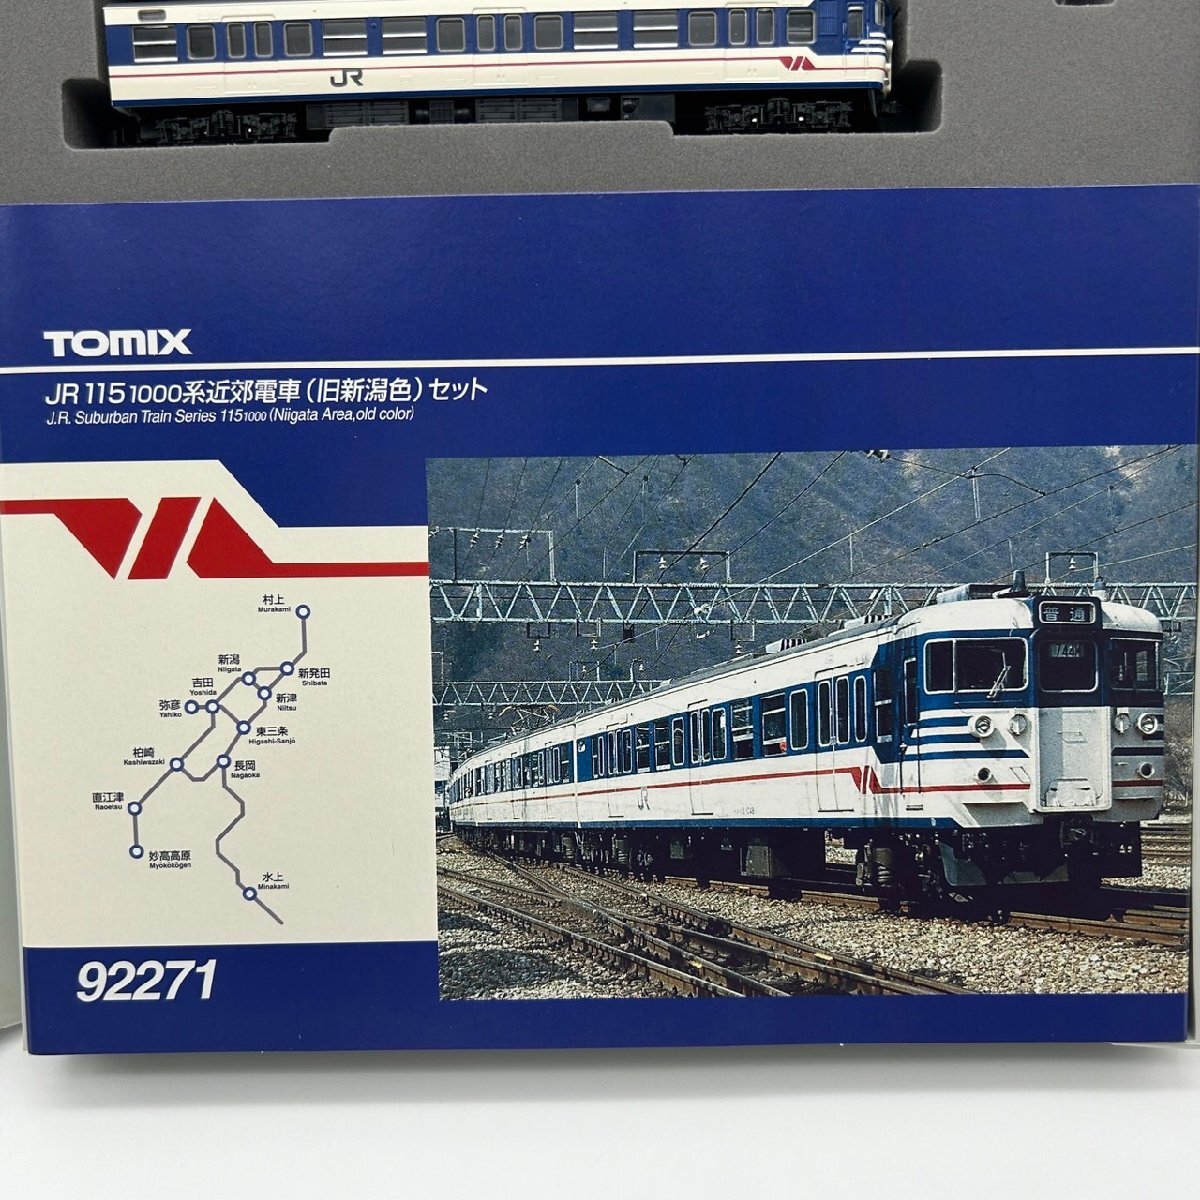 JR
TOMIX
JR 115 1000系近郊電車(旧新潟色)セット
J.R. Suburban Train Series 115 1000 (Niigata Area,old color)
村上
Murakami
新潟
Niigata
新発田
Shibata
吉田
Yoshida
弥彦
Yahiko
新津
Niitsu
東三条
Higashi-Sanjo
柏崎
Kashiwazaki
長岡
Nagaoka
直江津
Naoetsu
妙高高原
Myōkōkōgen
水上
Minakami
普通
JR
92271